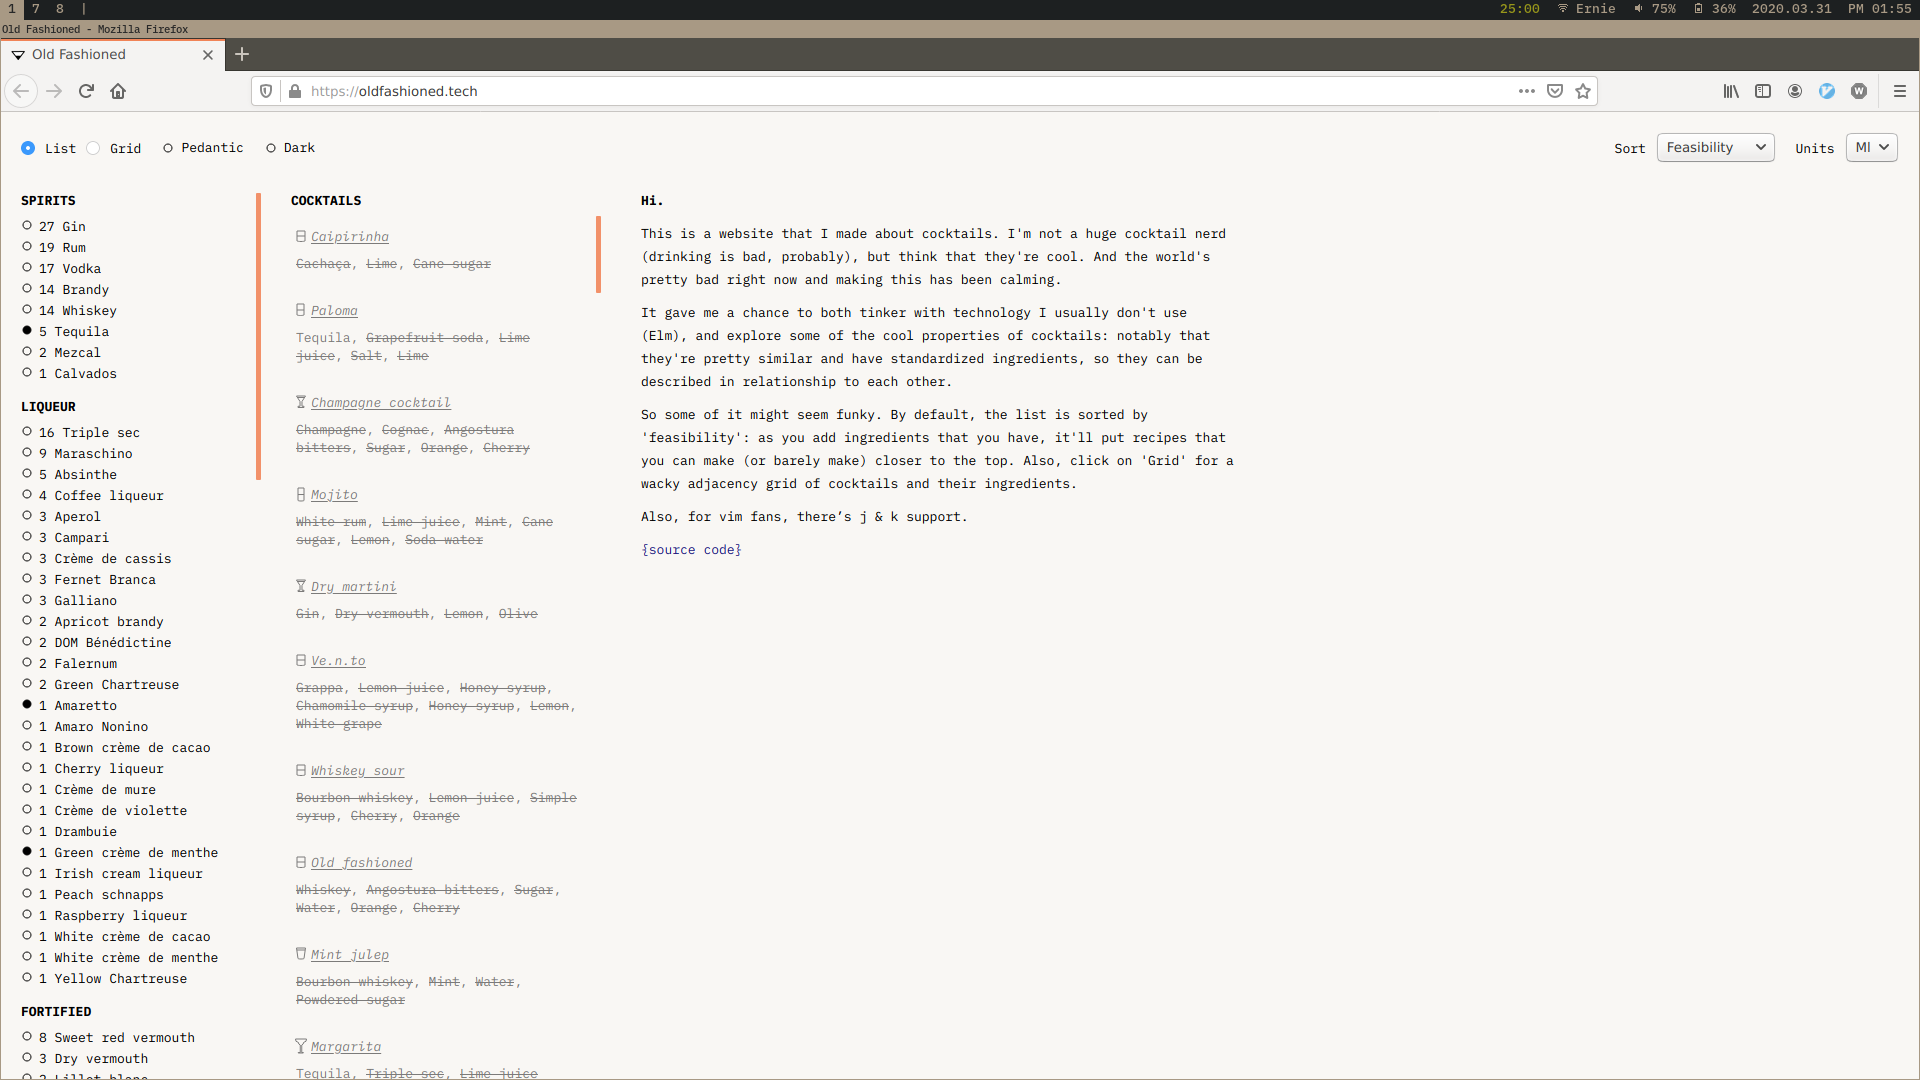 1 7 8 | 25:00 Ernie 75% 36% 2020.03.31 PM 01:55
Old Fashioned - Mozilla Firefox
Old Fashioned
https://oldfashioned.tech
List Grid Pedantic Dark Sort Feasibility Units Ml
SPIRITS
27 Gin
19 Rum
17 Vodka
14 Brandy
14 Whiskey
5 Tequila
2 Mezcal
1 Calvados
LIQUEUR
16 Triple sec
9 Maraschino
5 Absinthe
4 Coffee liqueur
3 Aperol
3 Campari
3 Crème de cassis
3 Fernet Branca
3 Galliano
2 Apricot brandy
2 DOM Bénédictine
2 Falernum
2 Green Chartreuse
1 Amaretto
1 Amaro Nonino
1 Brown crème de cacao
1 Cherry liqueur
1 Crème de mure
1 Crème de violette
1 Drambuie
1 Green crème de menthe
1 Irish cream liqueur
1 Peach schnapps
1 Raspberry liqueur
1 White crème de cacao
1 White crème de menthe
1 Yellow Chartreuse
FORTIFIED
8 Sweet red vermouth
3 Dry vermouth
COCKTAILS
Caipirinha
Cachaça, Lime, Cane sugar
Paloma
Tequila, Grapefruit soda, Lime
juice, Salt, Lime
Champagne cocktail
Champagne, Cognac, Angostura
bitters, Sugar, Orange, Cherry
Mojito
White rum, Lime juice, Mint, Cane
sugar, Lemon, Soda water
Dry martini
Gin, Dry vermouth, Lemon, Olive
Ve.n.to
Grappa, Lemon juice, Honey syrup,
Chamomile syrup, Honey syrup, Lemon,
White grape
Whiskey sour
Bourbon whiskey, Lemon juice, Simple
syrup, Cherry, Orange
Old fashioned
Whiskey, Angostura bitters, Sugar,
Water, Orange, Cherry
Mint julep
Bourbon whiskey, Mint, Water,
Powdered sugar
Margarita
Tequila, Triple sec, Lime juice
Hi.
This is a website that I made about cocktails. I'm not a huge cocktail nerd
(drinking is bad, probably), but think that they're cool. And the world's
pretty bad right now and making this has been calming.
It gave me a chance to both tinker with technology I usually don't use
(Elm), and explore some of the cool properties of cocktails: notably that
they're pretty similar and have standardized ingredients, so they can be
described in relationship to each other.
So some of it might seem funky. By default, the list is sorted by
'feasibility': as you add ingredients that you have, it'll put recipes that
you can make (or barely make) closer to the top. Also, click on 'Grid' for a
wacky adjacency grid of cocktails and their ingredients.
Also, for vim fans, there’s j & k support.
{source code}